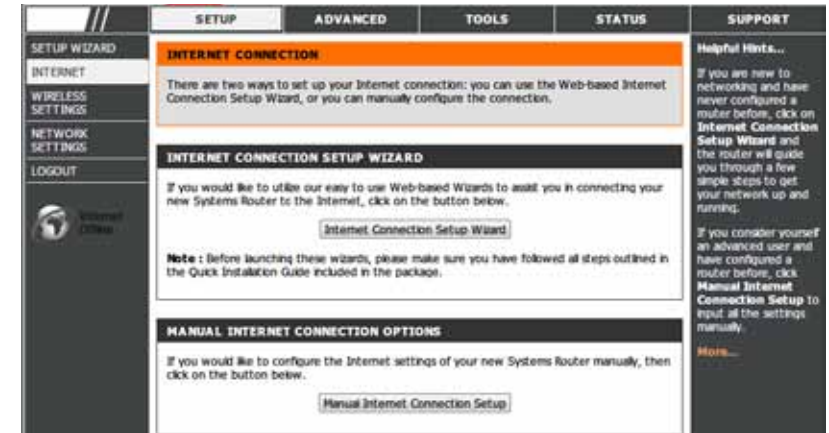 SETUP ADVANCED TOOLS STATUS SUPPORT
SETUP WIZARD
INTERNET
WIRELESS
SETTINGS
NETWORK
SETTINGS
LOGOUT
Internet
Offline
INTERNET CONNECTION
There are two ways to set up your Internet connection: you can use the Web-based Internet
Connection Setup Wizard, or you can manually configure the connection.
INTERNET CONNECTION SETUP WIZARD
If you would like to utilize our easy to use Web-based Wizards to assist you in connecting your
new Systems Router to the Internet, click on the button below.
Internet Connection Setup Wizard
Note : Before launching these wizards, please make sure you have followed all steps outlined in
the Quick Installation Guide included in the package.
MANUAL INTERNET CONNECTION OPTIONS
If you would like to configure the Internet settings of your new Systems Router manually, then
click on the button below.
Manual Internet Connection Setup
Helpful Hints...
If you are new to
networking and have
never configured a
router before, click on
Internet Connection
Setup Wizard and
the router will guide
you through a few
simple steps to get
your network up and
running.
If you consider yourself
an advanced user and
have configured a
router before, click
Manual Internet
Connection Setup to
input all the settings
manually.
More...